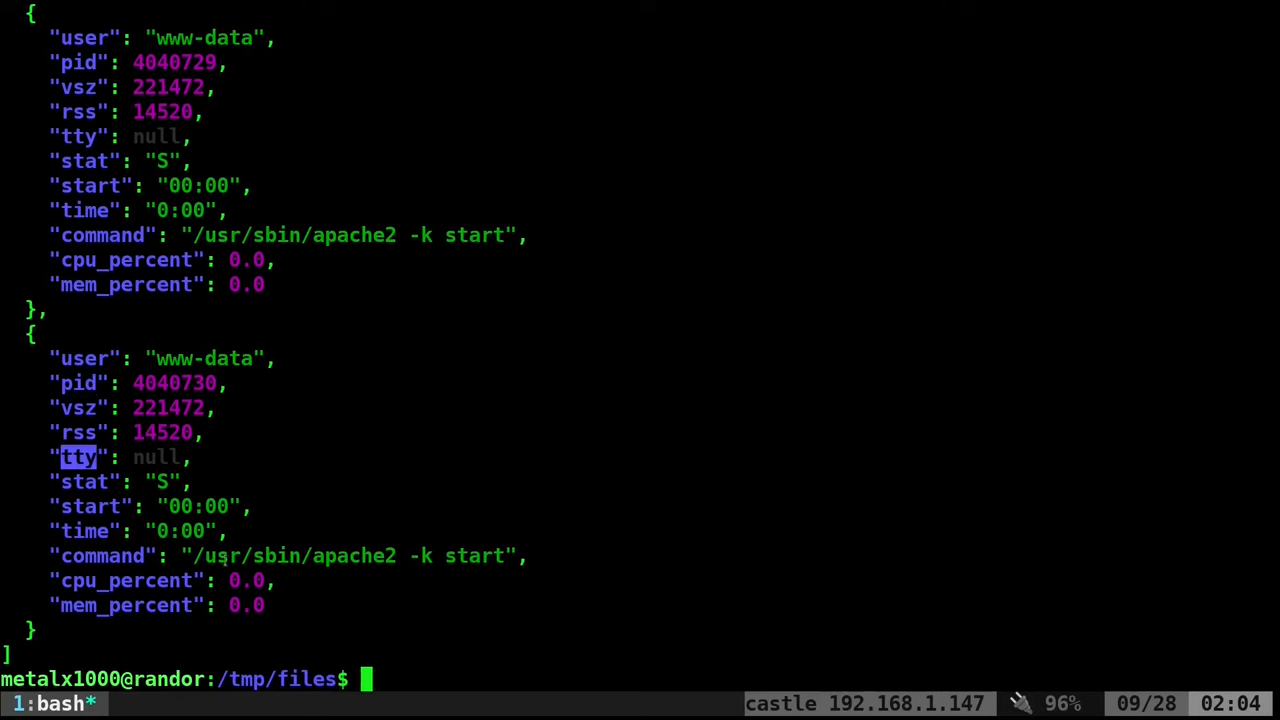 {
"user": "www-data",
"pid": 4040729,
"vsz": 221472,
"rss": 14520,
"tty": null,
"stat": "S",
"start": "00:00",
"time": "0:00",
"command": "/usr/sbin/apache2 -k start",
"cpu_percent": 0.0,
"mem_percent": 0.0
},
{
"user": "www-data",
"pid": 4040730,
"vsz": 221472,
"rss": 14520,
"tty": null,
"stat": "S",
"start": "00:00",
"time": "0:00",
"command": "/usr/sbin/apache2 -k start",
"cpu_percent": 0.0,
"mem_percent": 0.0
}
]
metalx1000@randor:/tmp/files$
1:bash* castle 192.168.1.147 96% 09/28 02:04